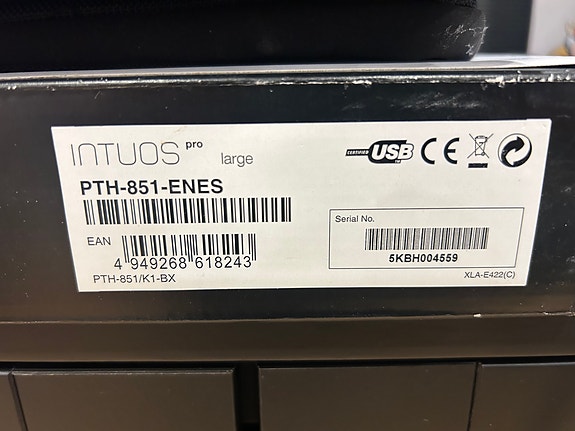 INTUOS pro large
CERTIFIED USB CE
PTH-851-ENES
Serial No.
5KBH004559
EAN
4 949268 618243
PTH-851/K1-BX
XLA-E422(C)